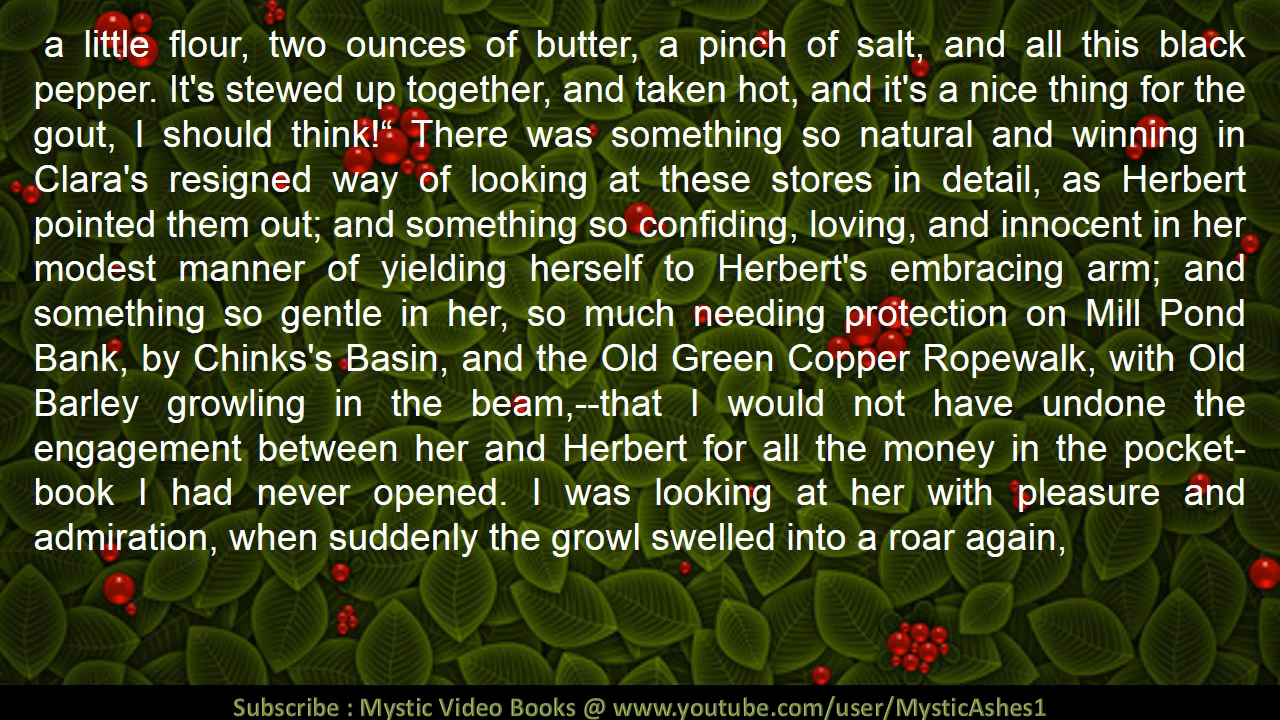 a little flour, two ounces of butter, a pinch of salt, and all this black
pepper. It's stewed up together, and taken hot, and it's a nice thing for the
gout, I should think!“ There was something so natural and winning in
Clara's resigned way of looking at these stores in detail, as Herbert
pointed them out; and something so confiding, loving, and innocent in her
modest manner of yielding herself to Herbert's embracing arm; and
something so gentle in her, so much needing protection on Mill Pond
Bank, by Chinks's Basin, and the Old Green Copper Ropewalk, with Old
Barley growling in the beam,--that I would not have undone the
engagement between her and Herbert for all the money in the pocket-
book I had never opened. I was looking at her with pleasure and
admiration, when suddenly the growl swelled into a roar again,
Subscribe : Mystic Video Books @ www.youtube.com/user/MysticAshes1